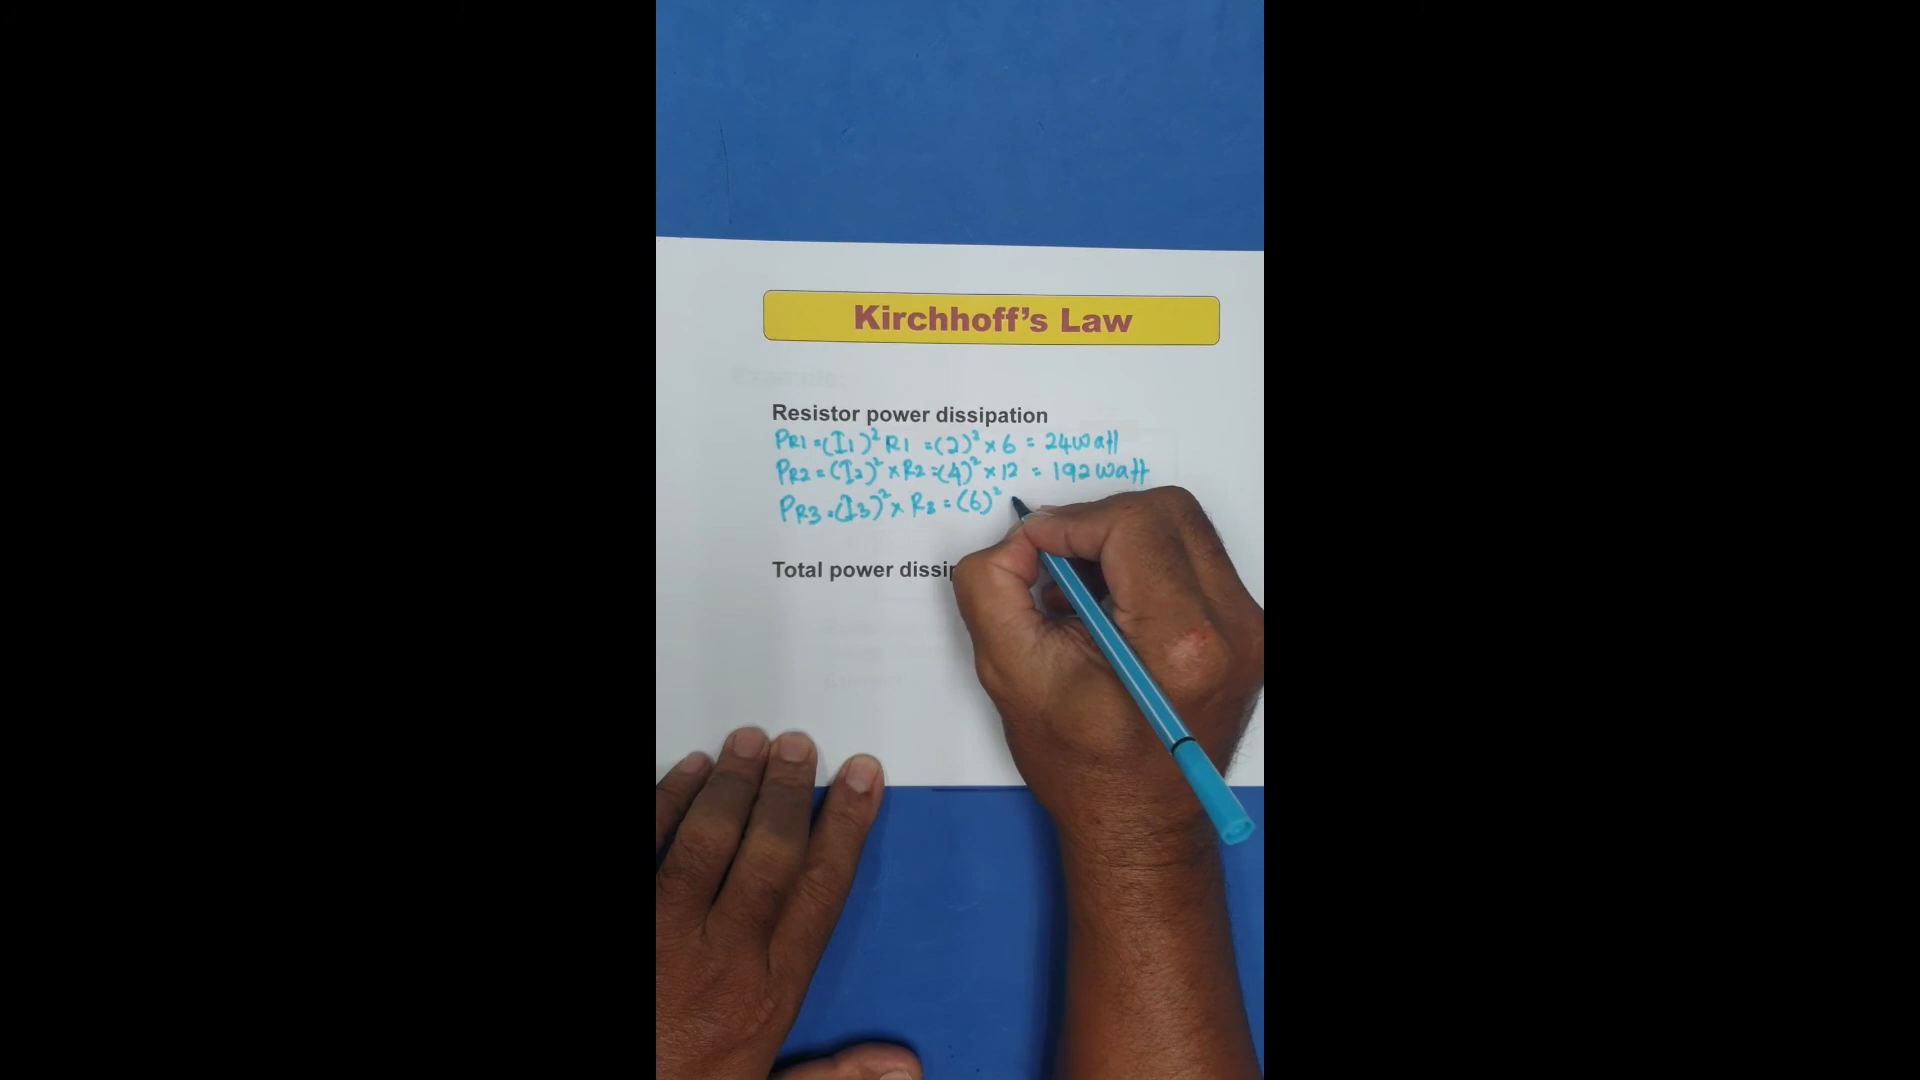 Kirchhoff's Law
Resistor power dissipation
PR1 = (I1)² R1 = (2)² × 6 = 24 watt
PR2 = (I2)² × R2 = (4)² × 12 = 192 watt
PR3 = (I3)² × R3 = (6)²
Total power